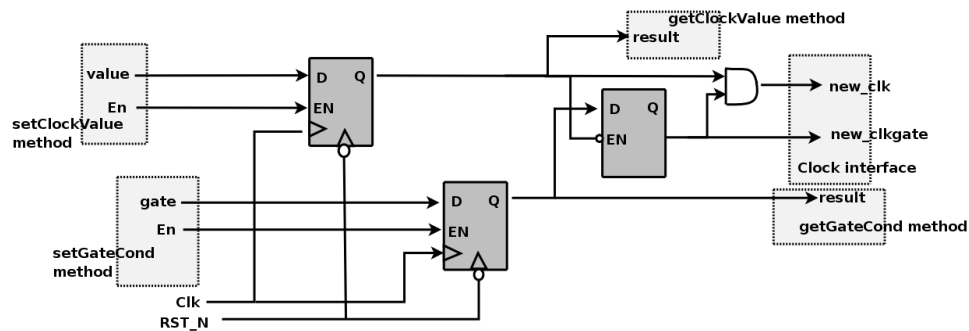 getClockValue method
result
value
D
Q
new_clk
En
EN
D
Q
setClockValue
method
new_clkgate
EN
Clock interface
gate
D
Q
result
En
EN
getGateCond method
setGateCond
method
Clk
RST_N